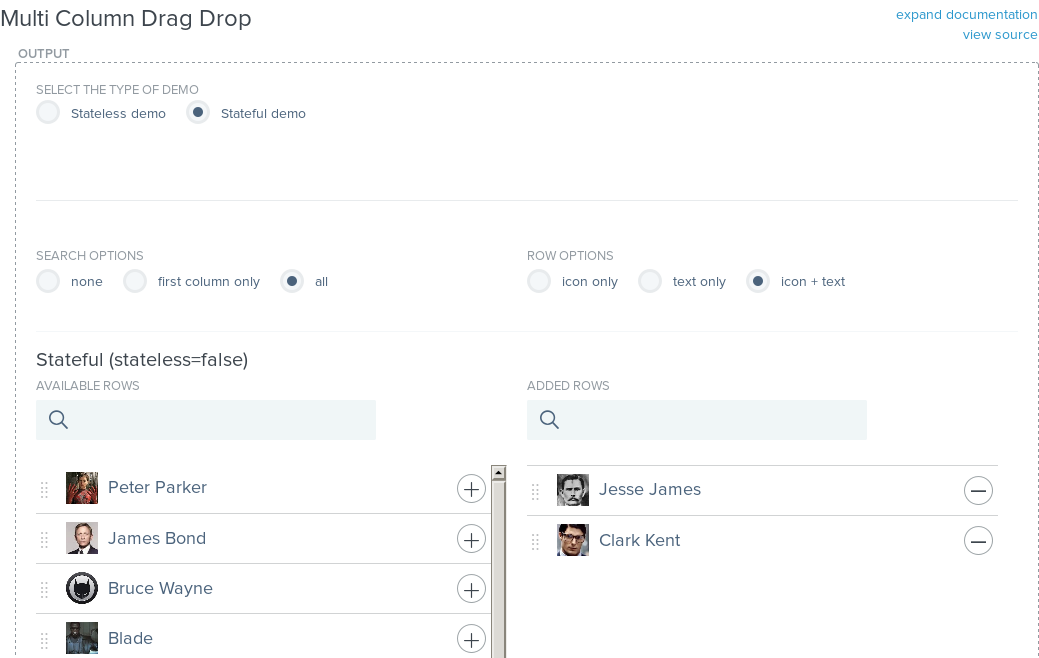 Multi Column Drag Drop
expand documentation
view source
OUTPUT
SELECT THE TYPE OF DEMO
Stateless demo
Stateful demo
SEARCH OPTIONS
none
first column only
all
ROW OPTIONS
icon only
text only
icon + text
Stateful (stateless=false)
AVAILABLE ROWS
Peter Parker
James Bond
Bruce Wayne
Blade
ADDED ROWS
Jesse James
Clark Kent